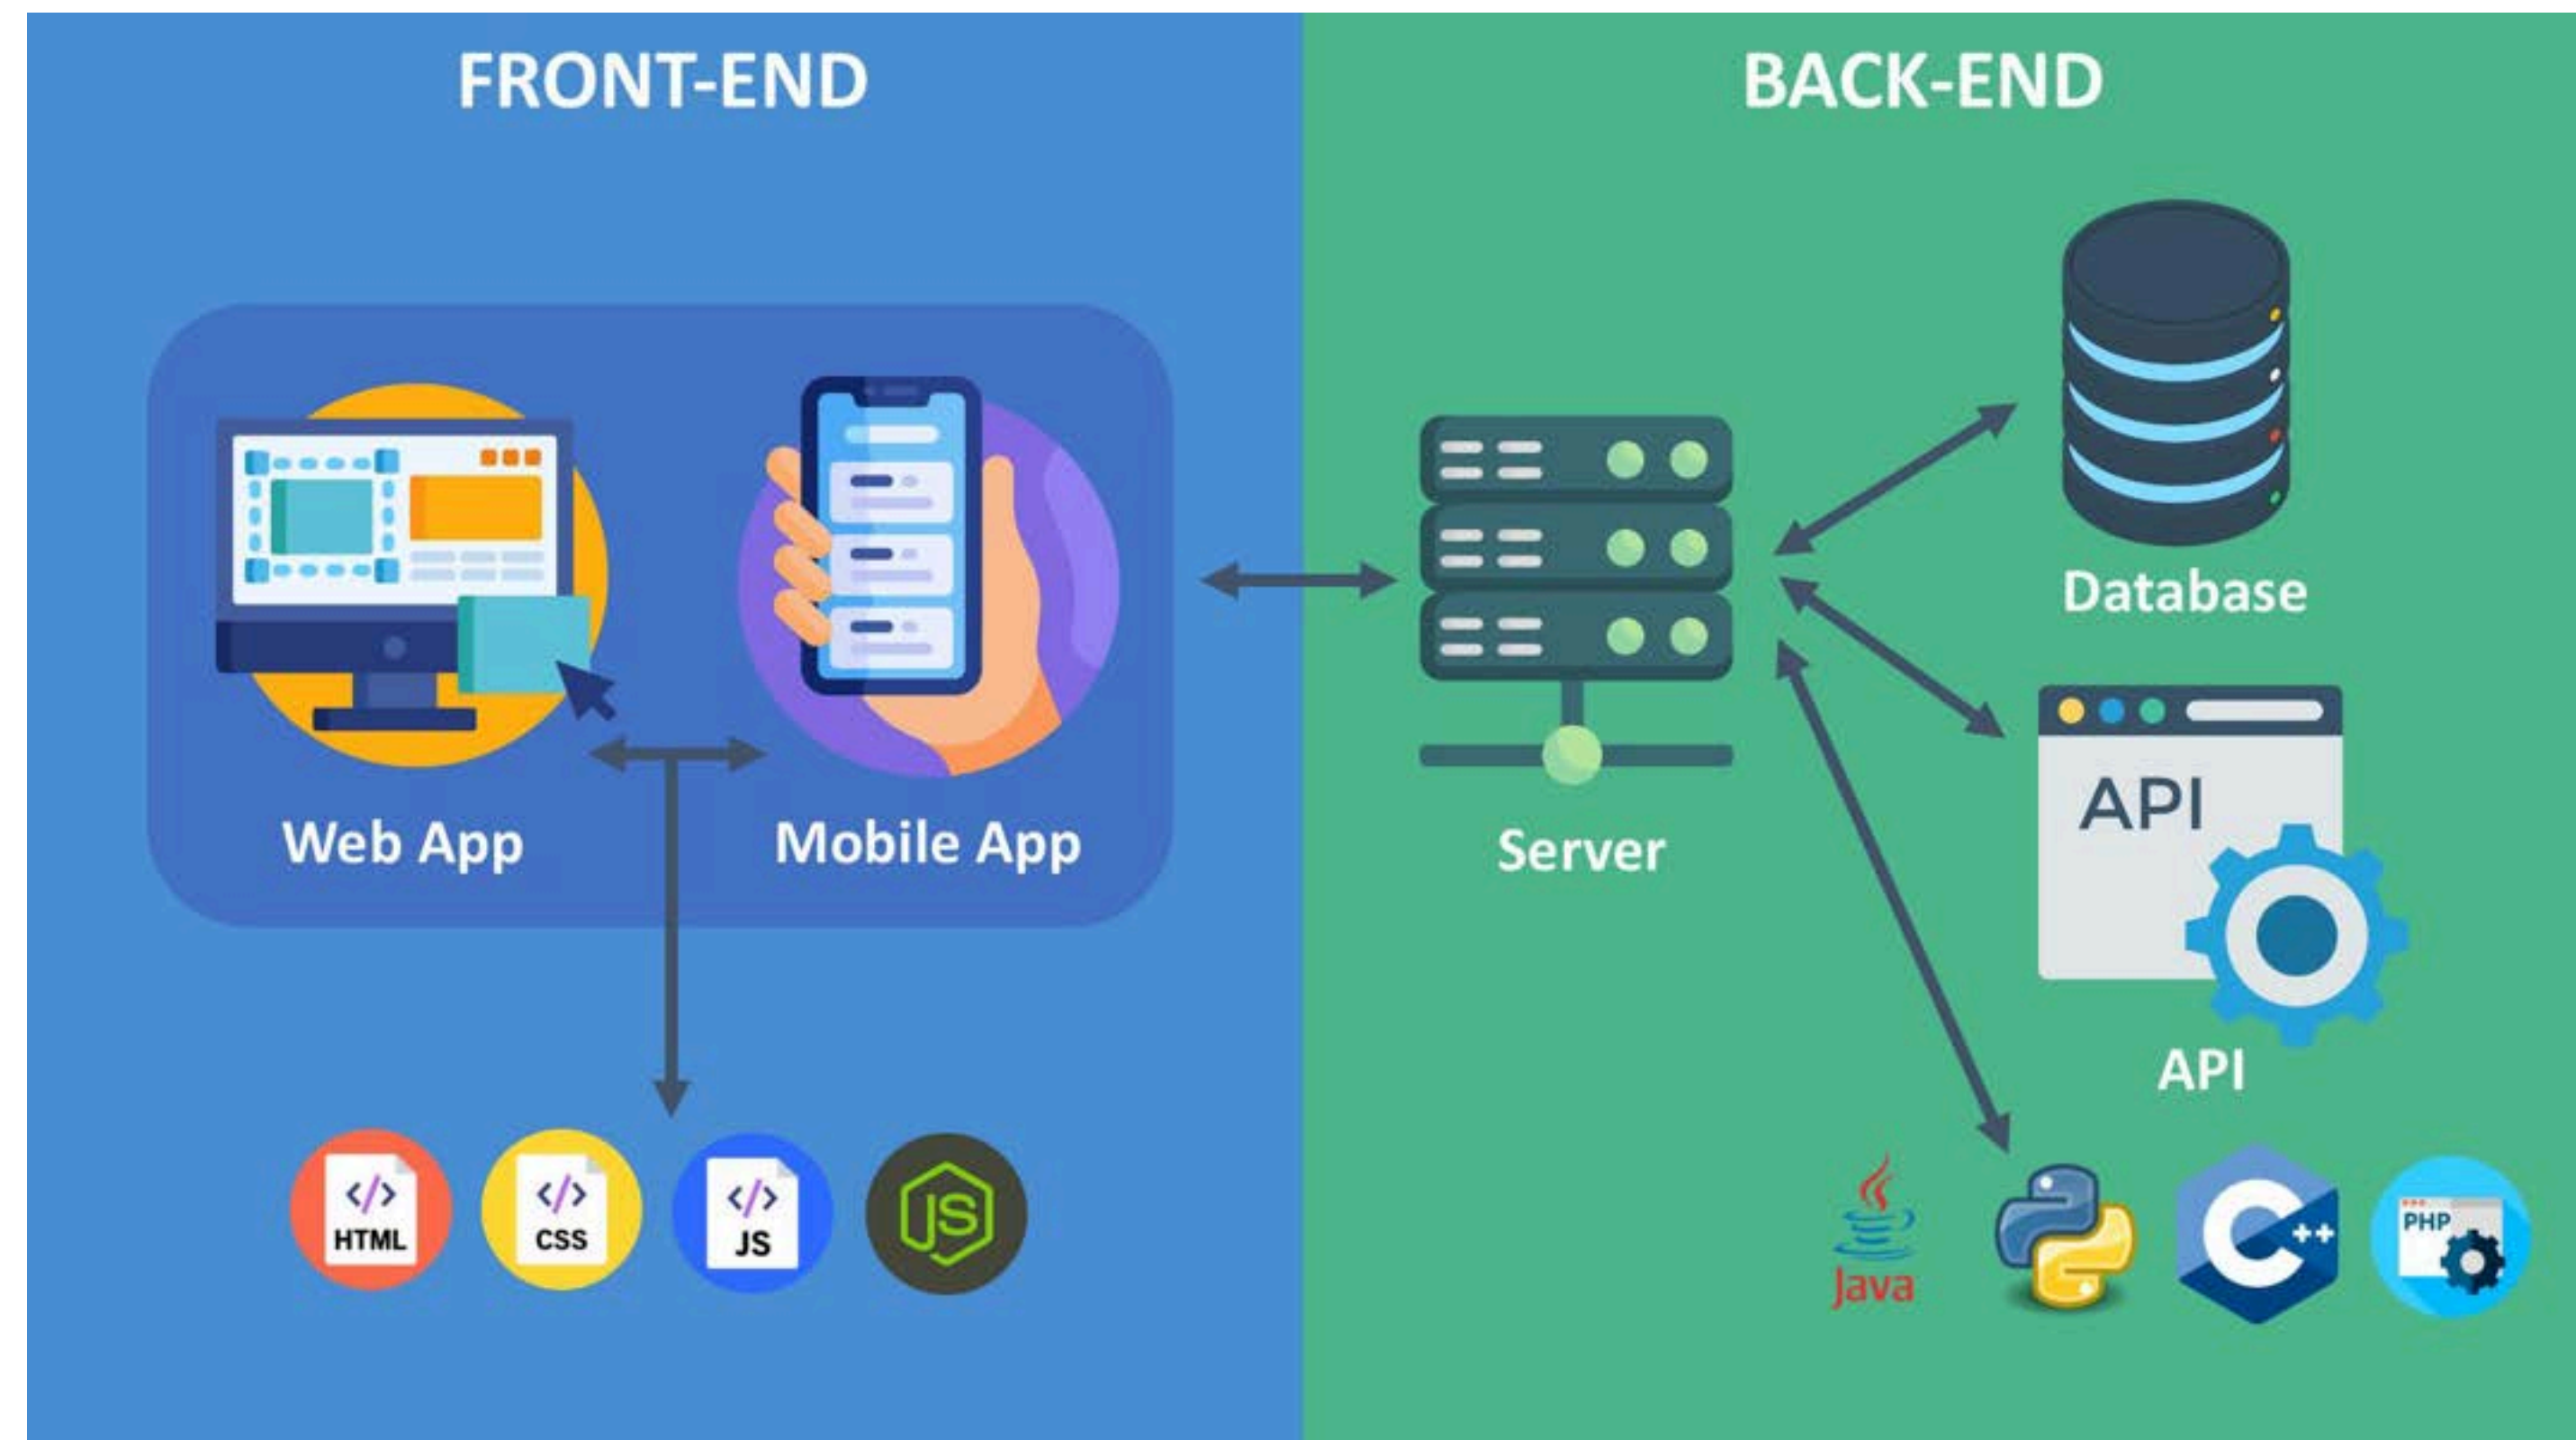 FRONT-END
Web App
Mobile App
</> HTML
</> CSS
</> JS
JS
BACK-END
Server
Database
API
API
Java
C++
PHP